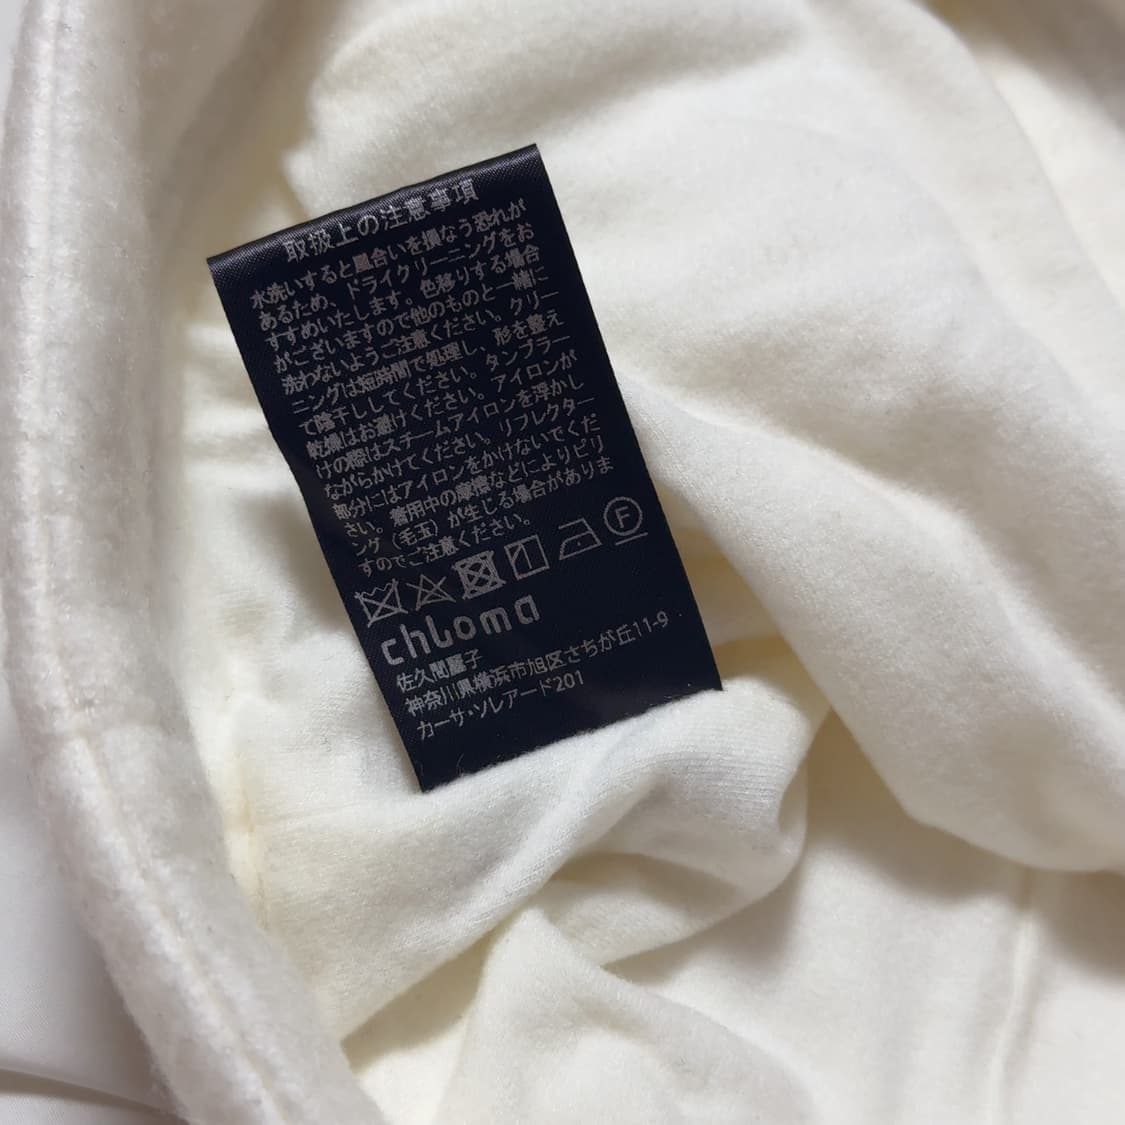 取扱上の注意事項
水洗いすると風合いを損なう恐れが
あるため、ドライクリーニングをお
すすめいたします。色移りする場合
がございますので他のものと一緒に
洗わないようご注意ください。クリー
ニングは短時間で処理し、形を整え
て陰干ししてください。タンブラー
乾燥はお避けください。アイロンが
けの際はスチームアイロンを浮かし
ながらかけてください。リフレクター
部分にはアイロンをかけないでくだ
さい。着用中の摩擦などによりピリ
ング（毛玉）が生じる場合がありま
すのでご注意ください。
F
chloma
佐久間麗子
神奈川県横浜市旭区さちが丘11-9
カーサ・ソレアード201